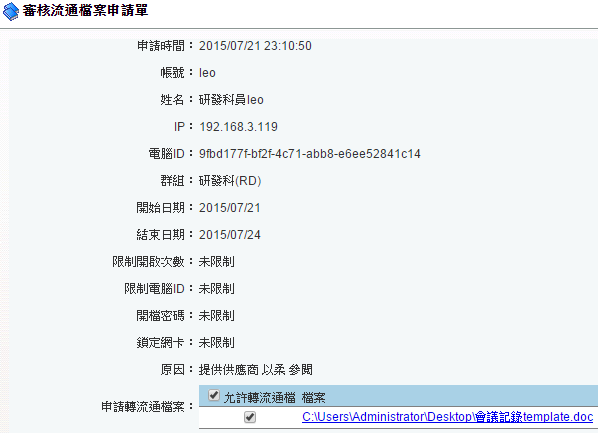 審核流通檔案申請單
申請時間：2015/07/21 23:10:50
帳號：leo
姓名：研發科員leo
IP：192.168.3.119
電腦ID：9fbd177f-bf2f-4c71-abb8-e6ee52841c14
群組：研發科(RD)
開始日期：2015/07/21
結束日期：2015/07/24
限制開啟次數：未限制
限制電腦ID：未限制
開檔密碼：未限制
鎖定網卡：未限制
原因：提供供應商 以柔 參閱
申請轉流通檔案：
允許轉流通檔 檔案
C:\Users\Administrator\Desktop\會議記錄template.doc